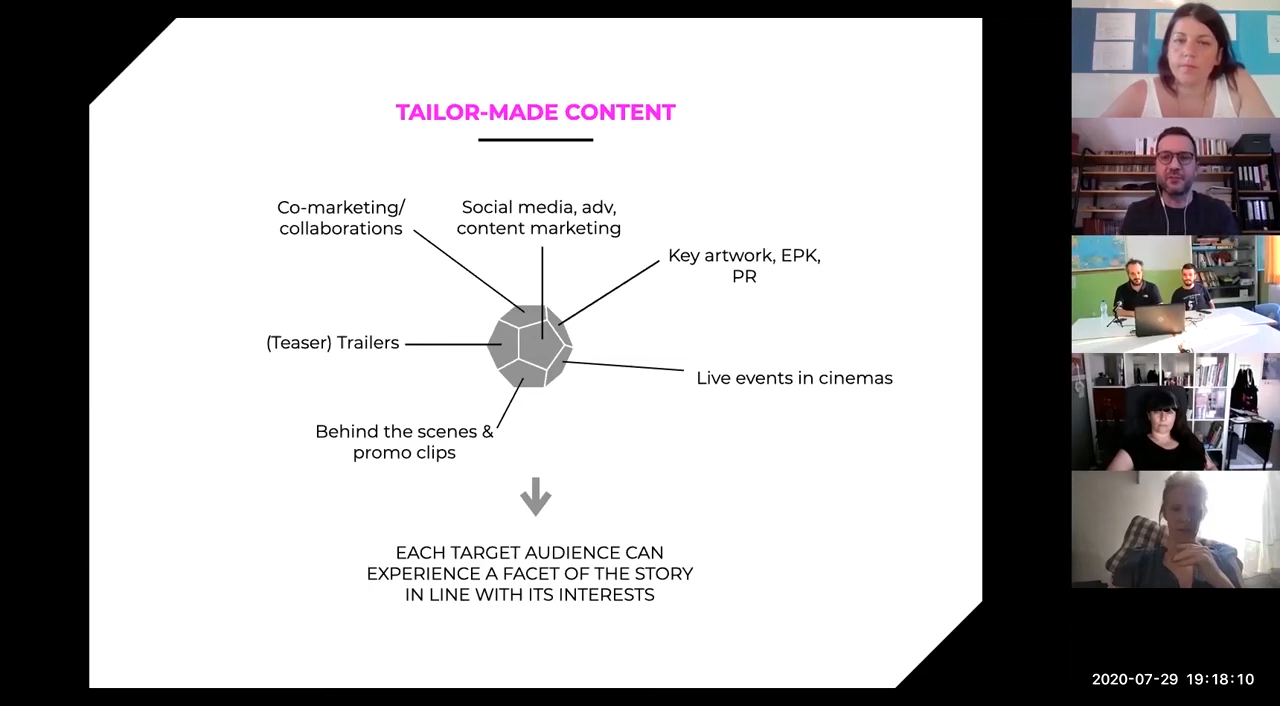 TAILOR-MADE CONTENT
Co-marketing/
collaborations
Social media, adv,
content marketing
Key artwork, EPK,
PR
(Teaser) Trailers
Live events in cinemas
Behind the scenes &
promo clips
EACH TARGET AUDIENCE CAN
EXPERIENCE A FACET OF THE STORY
IN LINE WITH ITS INTERESTS
2020-07-29 19:18:10